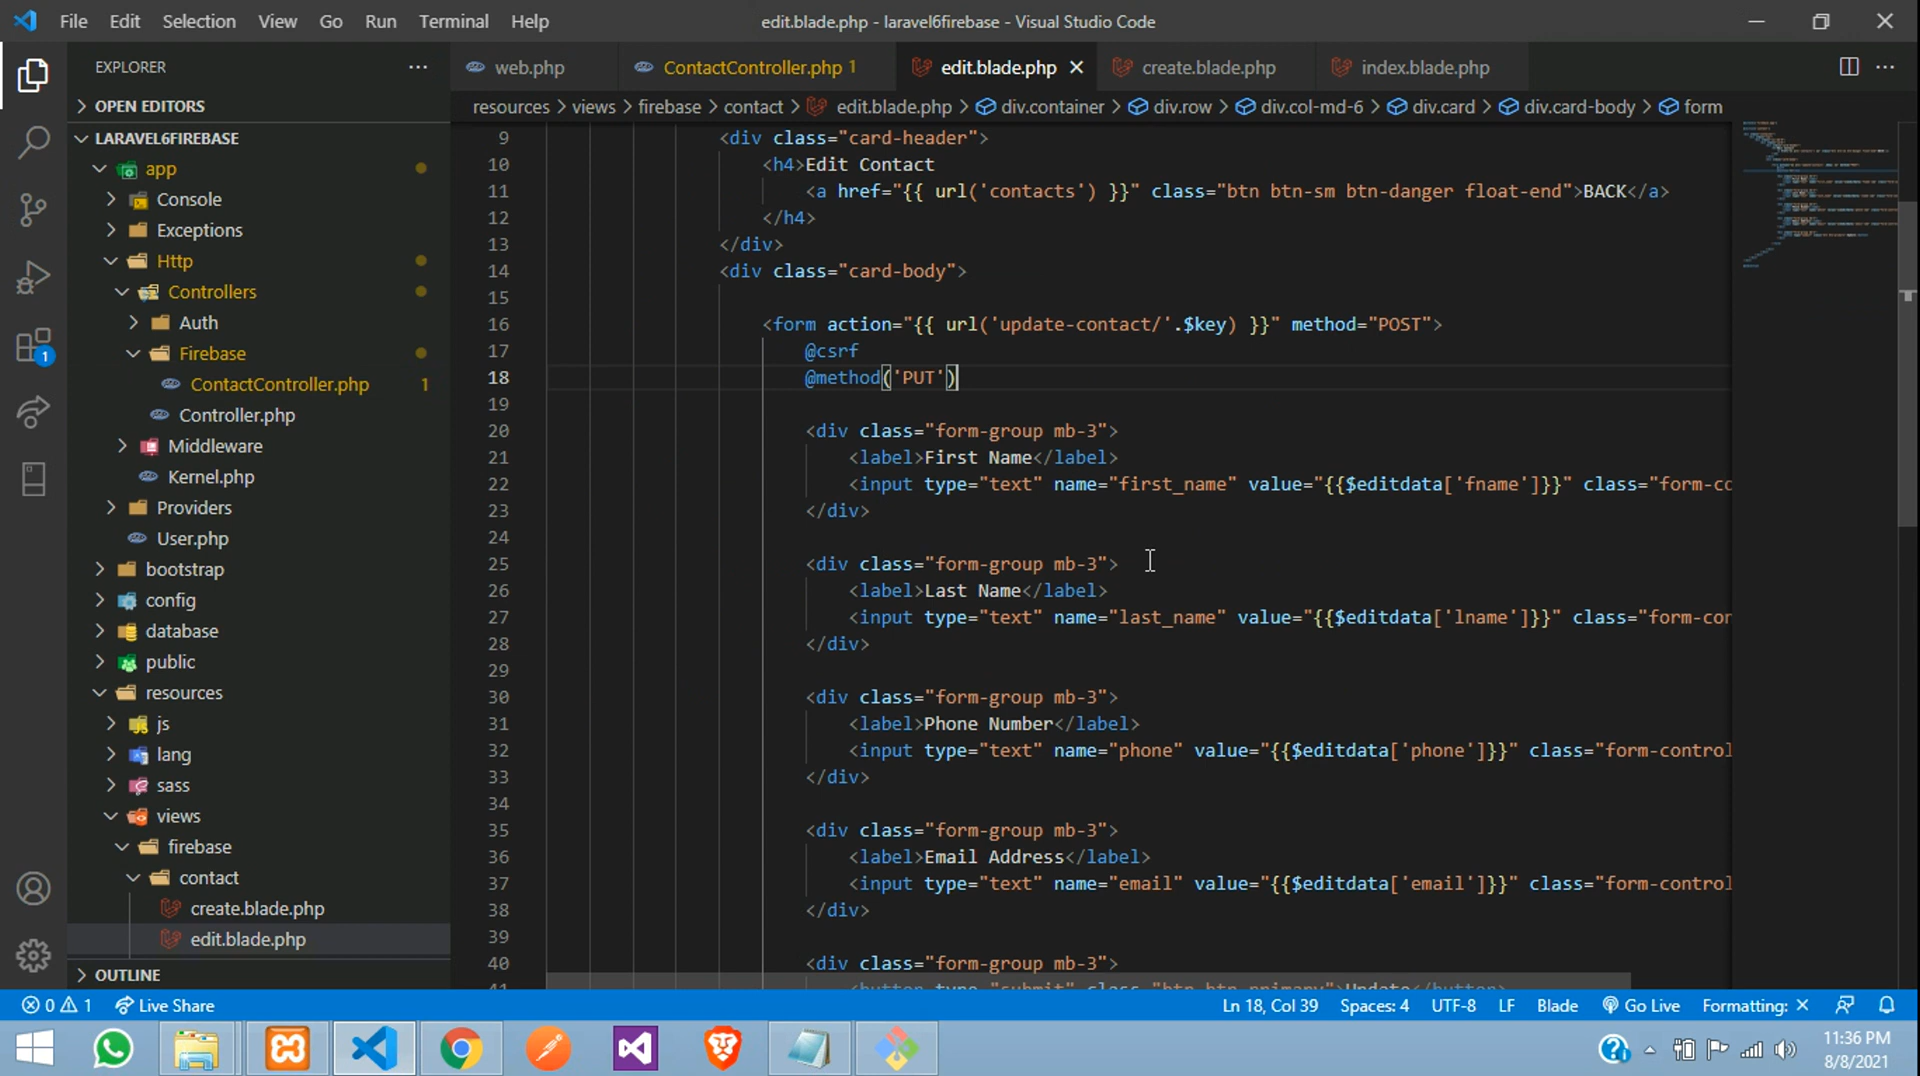 File Edit Selection View Go Run Terminal Help
edit.blade.php - laravel6firebase - Visual Studio Code
EXPLORER
OPEN EDITORS
LARAVEL6FIREBASE
app
Console
Exceptions
Http
Controllers
Auth
Firebase
ContactController.php 1
Controller.php
Middleware
Kernel.php
Providers
User.php
bootstrap
config
database
public
resources
js
lang
sass
views
firebase
contact
create.blade.php
edit.blade.php
OUTLINE
web.php ContactController.php 1 edit.blade.php create.blade.php index.blade.php
resources > views > firebase > contact > edit.blade.php > div.container > div.row > div.col-md-6 > div.card > div.card-body > form
9 <div class="card-header">
10 <h4>Edit Contact
11 <a href="{{ url('contacts') }}" class="btn btn-sm btn-danger float-end">BACK</a>
12 </h4>
13 </div>
14 <div class="card-body">
15
16 <form action="{{ url('update-contact/'.$key) }}" method="POST">
17 @csrf
18 @method('PUT')
19
20 <div class="form-group mb-3">
21 <label>First Name</label>
22 <input type="text" name="first_name" value="{{$editdata['fname']}}" class="form-co
23 </div>
24
25 <div class="form-group mb-3">
26 <label>Last Name</label>
27 <input type="text" name="last_name" value="{{$editdata['lname']}}" class="form-con
28 </div>
29
30 <div class="form-group mb-3">
31 <label>Phone Number</label>
32 <input type="text" name="phone" value="{{$editdata['phone']}}" class="form-control
33 </div>
34
35 <div class="form-group mb-3">
36 <label>Email Address</label>
37 <input type="text" name="email" value="{{$editdata['email']}}" class="form-control
38 </div>
39
40 <div class="form-group mb-3">
41 <button type="submit" class="btn btn-primary">Update</button>
1
0 1 Live Share
Ln 18, Col 39 Spaces: 4 UTF-8 LF Blade Go Live Formatting: ×
11:36 PM
8/8/2021